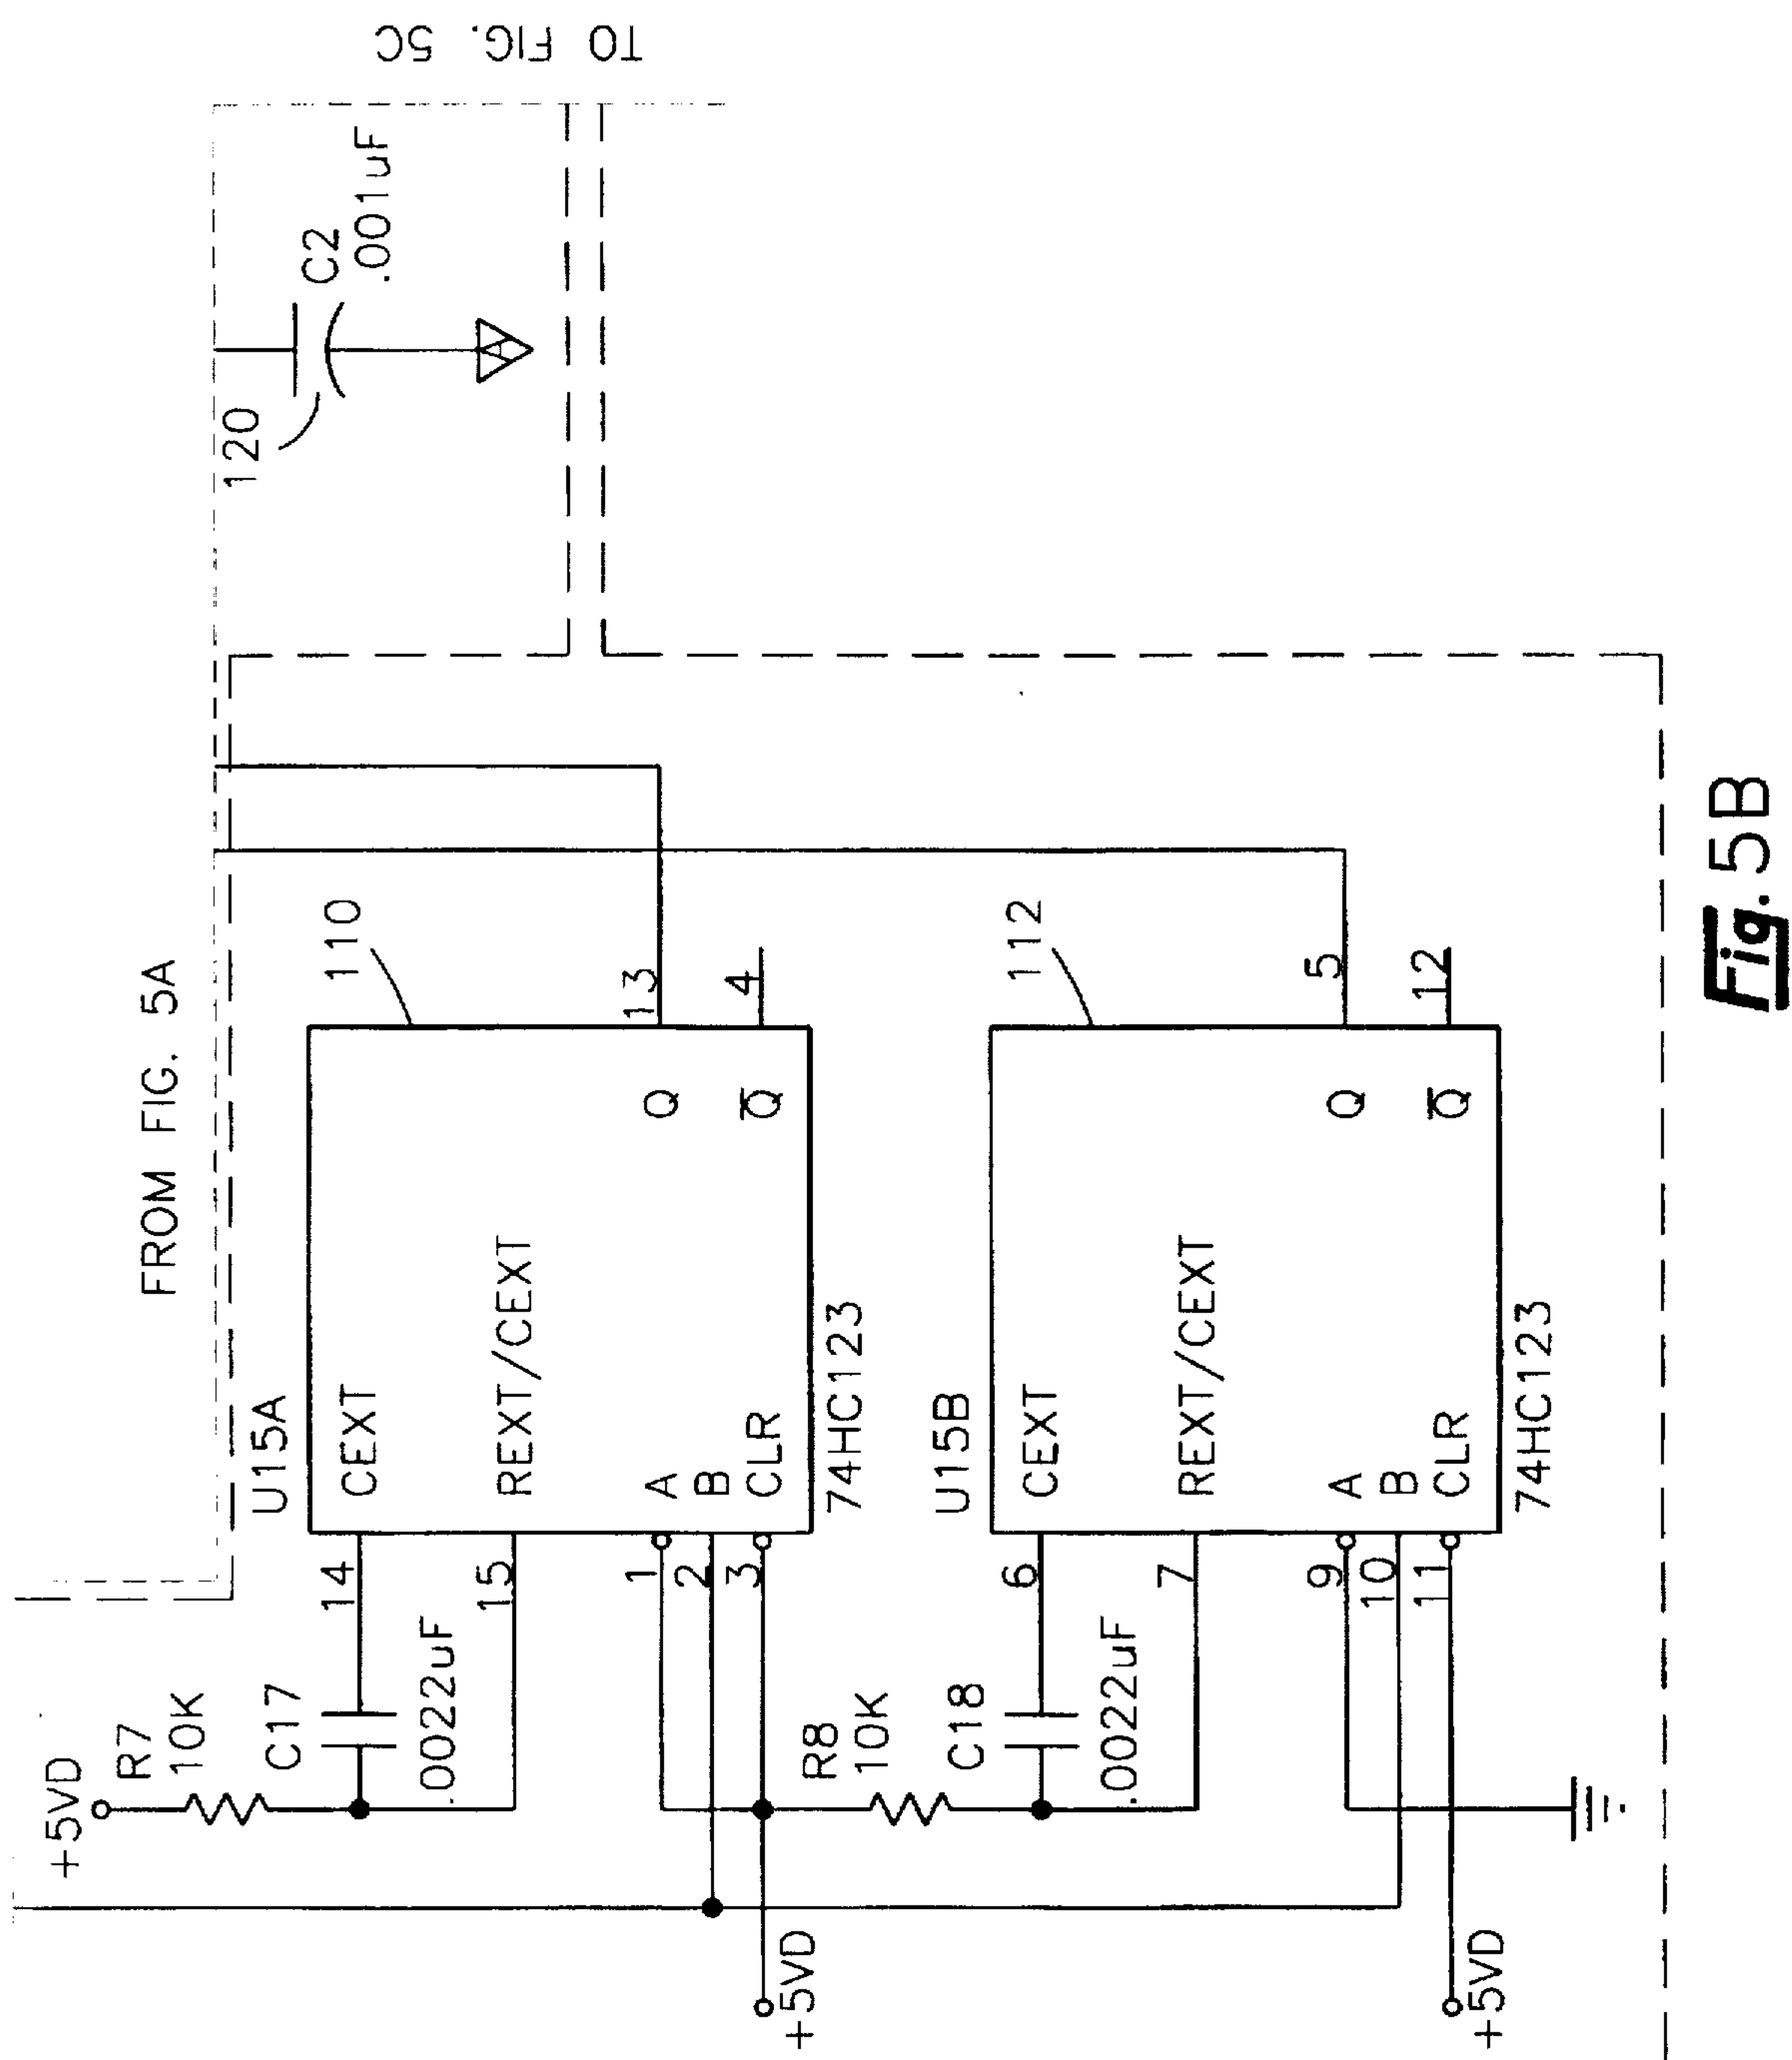 FROM FIG. 5A
TO FIG. 5C
+5VD
R7
10K
C17
.0022uF
14
15
1
2
3
U15A
CEXT
REXT/CEXT
A
B
CLR
Q
Q
74HC123
110
13
4
120
C2
.001uF
A
+5VD
R8
10K
C18
.0022uF
6
7
9
10
11
U15B
CEXT
REXT/CEXT
A
B
CLR
Q
Q
74HC123
112
5
12
+5VD
Fig. 5B